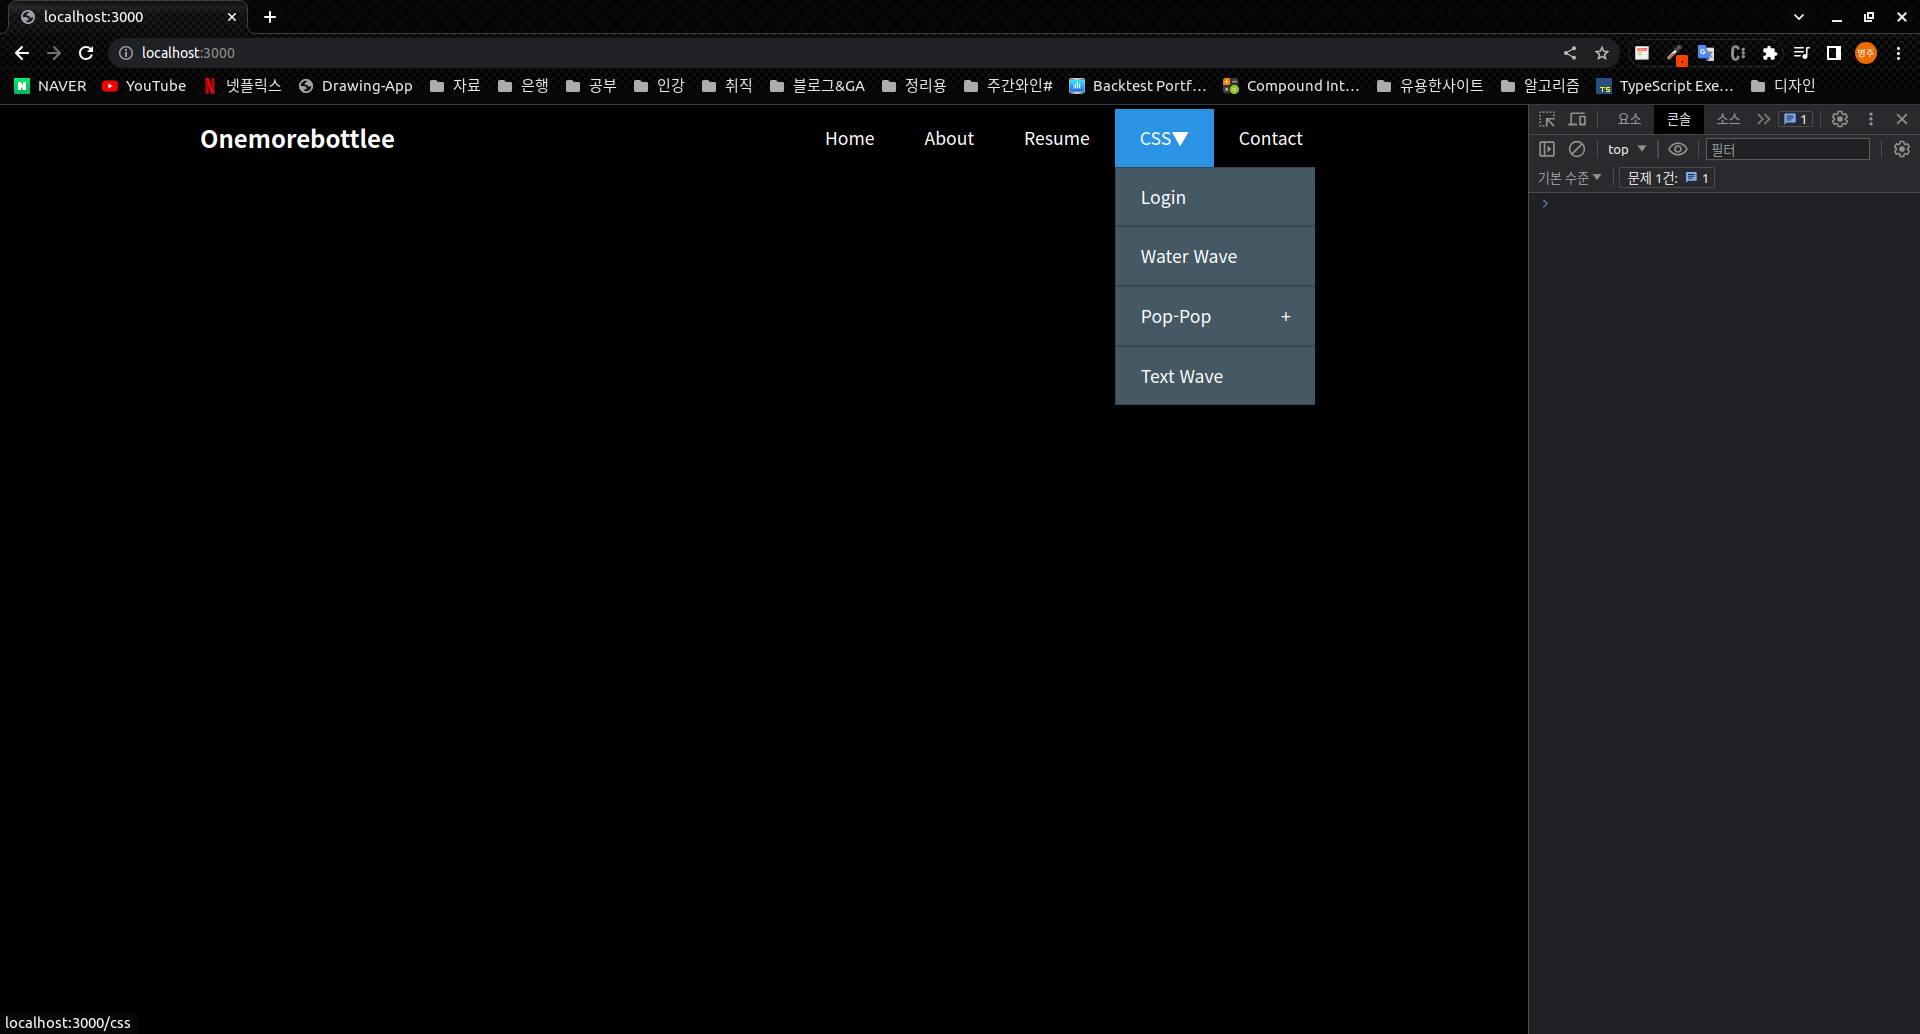 localhost:3000
localhost:3000
병주
NAVER YouTube 넷플릭스 Drawing-App 자료 은행 공부 인강 취직 블로그&GA 정리용 주간와인# Backtest Portf... Compound Int... 유용한사이트 알고리즘 TypeScript Exe... 디자인
Onemorebottlee Home About Resume CSS▼ Contact
Login
Water Wave
Pop-Pop +
Text Wave
요소 콘솔 소스 1
top 필터
기본 수준 문제 1건: 1
localhost:3000/css